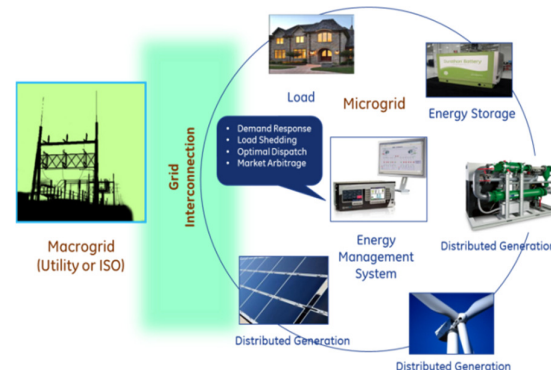 Load
Microgrid
Energy Storage
• Demand Response
• Load Shedding
• Optimal Dispatch
• Market Arbitrage
Grid
Interconnection
Macrogrid
(Utility or ISO)
Energy
Management
System
Distributed Generation
Distributed Generation
Distributed Generation